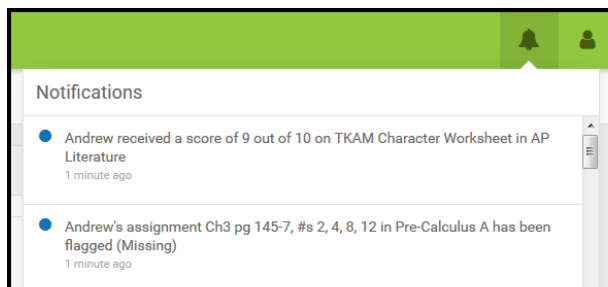 Notifications
Andrew received a score of 9 out of 10 on TKAM Character Worksheet in AP
Literature
1 minute ago
Andrew's assignment Ch3 pg 145-7, #s 2, 4, 8, 12 in Pre-Calculus A has been
flagged (Missing)
1 minute ago